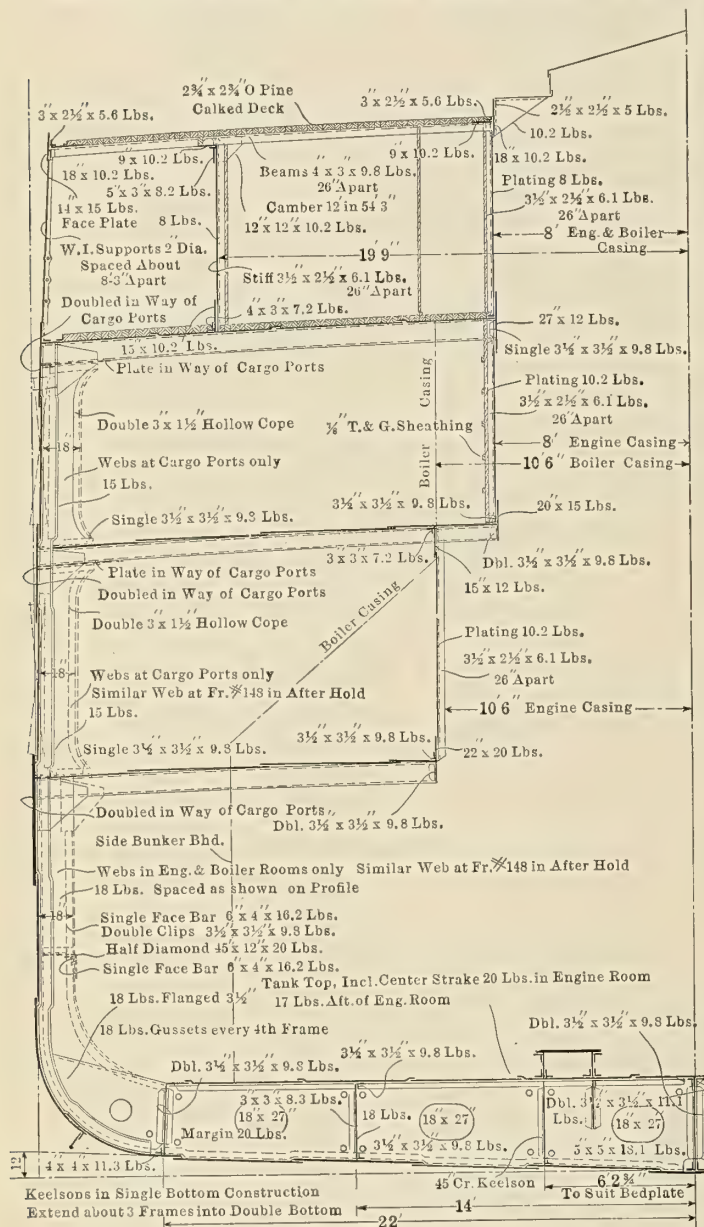 2¾" x 2¾" O Pine
Calked Deck
3" x 2½" x 5.6 Lbs.
3" x 2½" x 5.6 Lbs.
2½" x 2½" x 5 Lbs.
10.2 Lbs.
18" x 10.2 Lbs.
9" x 10.2 Lbs.
18" x 10.2 Lbs.
5" x 3" x 8.2 Lbs.
14" x 15 Lbs.
Face Plate
8 Lbs.
Beams 4" x 3" x 9.8 Lbs.
26" Apart
Camber 12" in 54' 3"
12" x 12" x 10.2 Lbs.
9" x 10.2 Lbs.
Plating 8 Lbs.
3½" x 2½" x 6.1 Lbs.
26" Apart
8' Eng. & Boiler
Casing
W.I. Supports 2" Dia.
Spaced About
8'-3" Apart
19' 9"
Stiff 3½" x 2½" x 6.1 Lbs.
26" Apart
Doubled in Way of
Cargo Ports
4" x 3" x 7.2 Lbs.
27" x 12 Lbs.
15" x 10.2 Lbs.
Single 3½" x 3½" x 9.8 Lbs.
Plate in Way of Cargo Ports
Plating 10.2 Lbs.
3½" x 2½" x 6.1 Lbs.
26" Apart
Boiler Casing
Double 3" x 1½" Hollow Cope
⅞" T. & G. Sheathing
18"
8' Engine Casing
Webs at Cargo Ports only
15 Lbs.
10' 6" Boiler Casing
3½" x 3½" x 9.8 Lbs.
20" x 15 Lbs.
Single 3½" x 3½" x 9.8 Lbs.
3" x 3" x 7.2 Lbs.
Dbl. 3½" x 3½" x 9.8 Lbs.
15" x 12 Lbs.
Plate in Way of Cargo Ports
Doubled in Way of Cargo Ports
Double 3" x 1½" Hollow Cope
Boiler Casing
Plating 10.2 Lbs.
3½" x 2½" x 6.1 Lbs.
26" Apart
18"
Webs at Cargo Ports only
Similar Web at Fr. #148 in After Hold
15 Lbs.
10' 6" Engine Casing
Single 3½" x 3½" x 9.8 Lbs.
3½" x 3½" x 9.8 Lbs.
22" x 20 Lbs.
Doubled in Way of Cargo Ports
Dbl. 3½" x 3½" x 9.8 Lbs.
Side Bunker Bhd.
Webs in Eng. & Boiler Rooms only Similar Web at Fr. #148 in After Hold
18 Lbs. Spaced as shown on Profile
18"
Single Face Bar 6" x 4" x 16.2 Lbs.
Double Clips 3½" x 3½" x 9.8 Lbs.
Half Diamond 45" x 12" x 20 Lbs.
Single Face Bar 6" x 4" x 16.2 Lbs.
18 Lbs. Flanged 3½"
Tank Top, Incl. Center Strake 20 Lbs. in Engine Room
17 Lbs. Aft. of Eng. Room
18 Lbs. Gussets every 4th Frame
Dbl. 3½" x 3½" x 9.8 Lbs.
3½" x 3½" x 9.8 Lbs.
Dbl. 3½" x 3½" x 9.8 Lbs.
3" x 3" x 8.3 Lbs.
18" x 27"
Margin 20 Lbs.
18 Lbs.
18" x 27"
3½" x 3½" x 9.8 Lbs.
Dbl. 3½" x 3½" x 11.1
Lbs.
18" x 27"
5" x 5" x 18.1 Lbs.
12"
4" x 4" x 11.3 Lbs.
45" Cr. Keelson
6' 2¾"
To Suit Bedplate
Keelsons in Single Bottom Construction
Extend about 3 Frames into Double Bottom
14'
22'